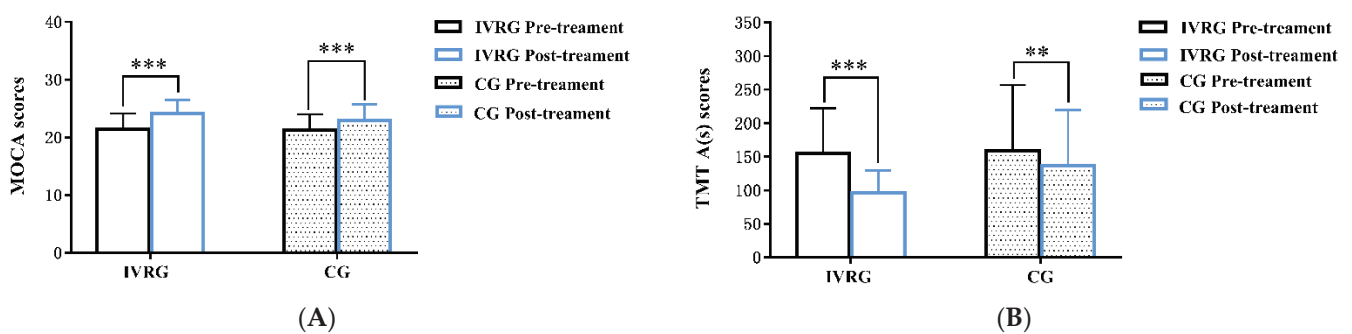 MOCA scores
40
30
20
10
0
***
***
IVRG
CG
IVRG Pre-treament
IVRG Post-treament
CG Pre-treament
CG Post-treament
(A)
TMT A(s) scores
350
300
250
200
150
100
50
0
***
**
IVRG
CG
IVRG Pre-treament
IVRG Post-treament
CG Pre-treament
CG Post-treament
(B)